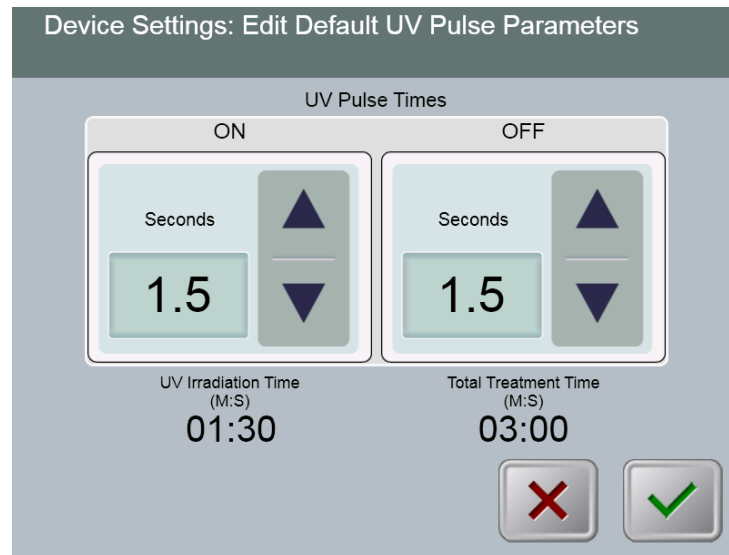 Device Settings: Edit Default UV Pulse Parameters
UV Pulse Times
ON
OFF
Seconds
1.5
Seconds
1.5
UV Irradiation Time
(M:S)
01:30
Total Treatment Time
(M:S)
03:00